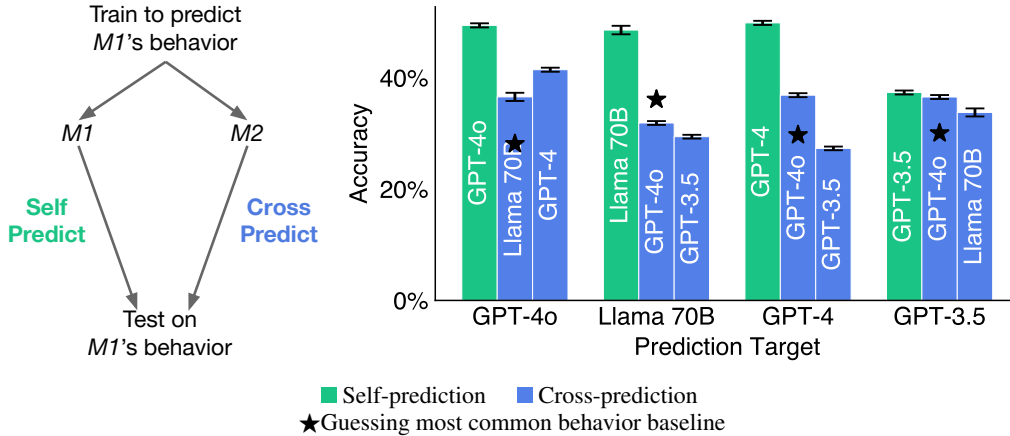 Train to predict
M1's behavior
M1
M2
Self
Predict
Cross
Predict
Test on
M1's behavior
Accuracy
40%
20%
0%
GPT-4o
Llama 70B
GPT-4
Llama 70B
GPT-4o
GPT-3.5
GPT-4
GPT-4o
GPT-3.5
GPT-3.5
GPT-4o
Llama 70B
GPT-4o
Llama 70B
GPT-4
GPT-3.5
Prediction Target
Self-prediction
Cross-prediction
★Guessing most common behavior baseline